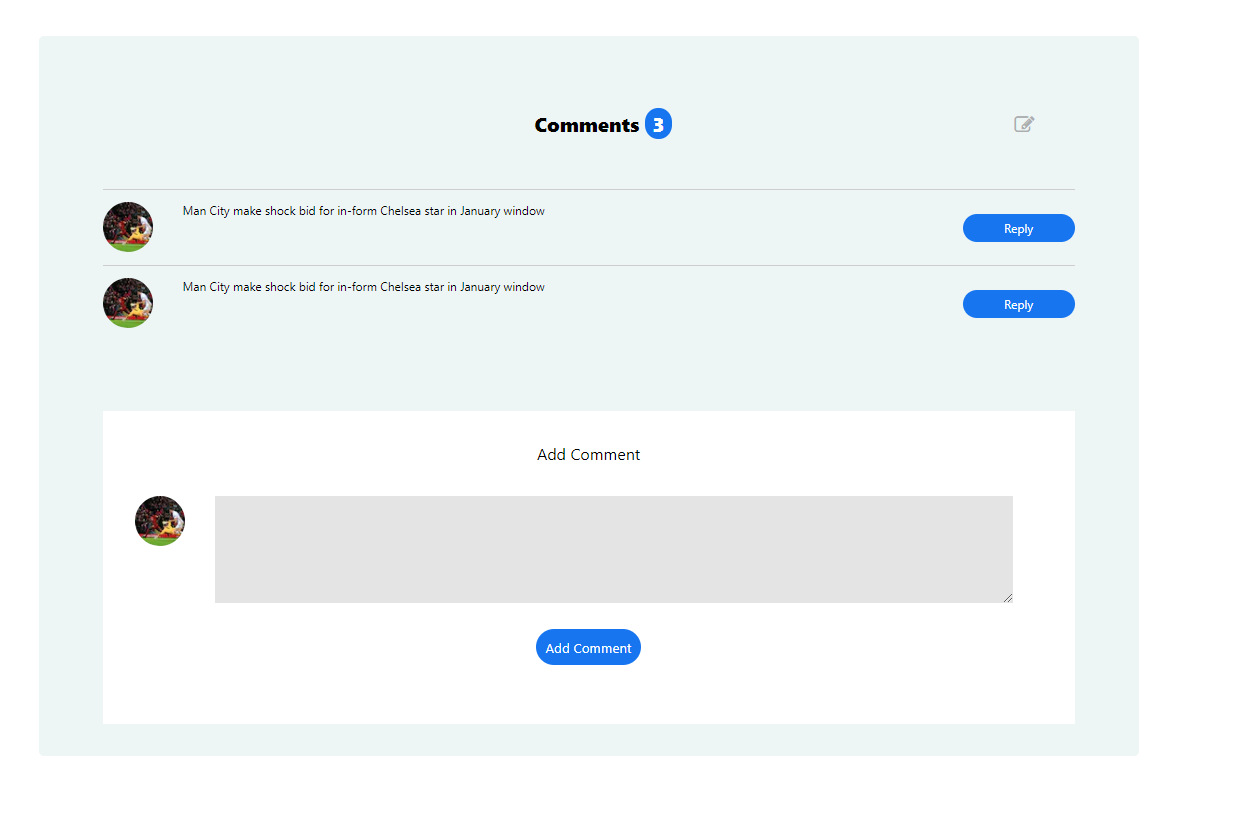 Comments 3
Man City make shock bid for in-form Chelsea star in January window
Reply
Man City make shock bid for in-form Chelsea star in January window
Reply
Add Comment
Add Comment